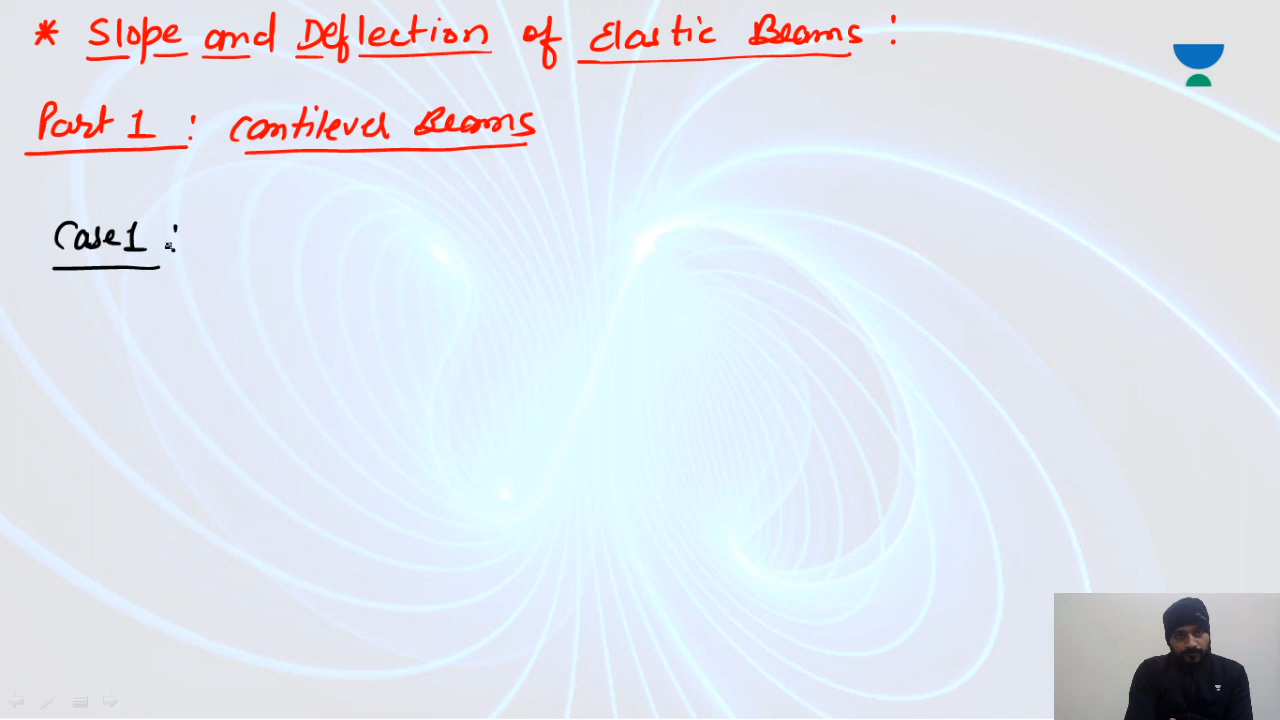 * Slope and Deflection of Elastic Beams :
Part 1 : Cantilever Beams
Case 1 :